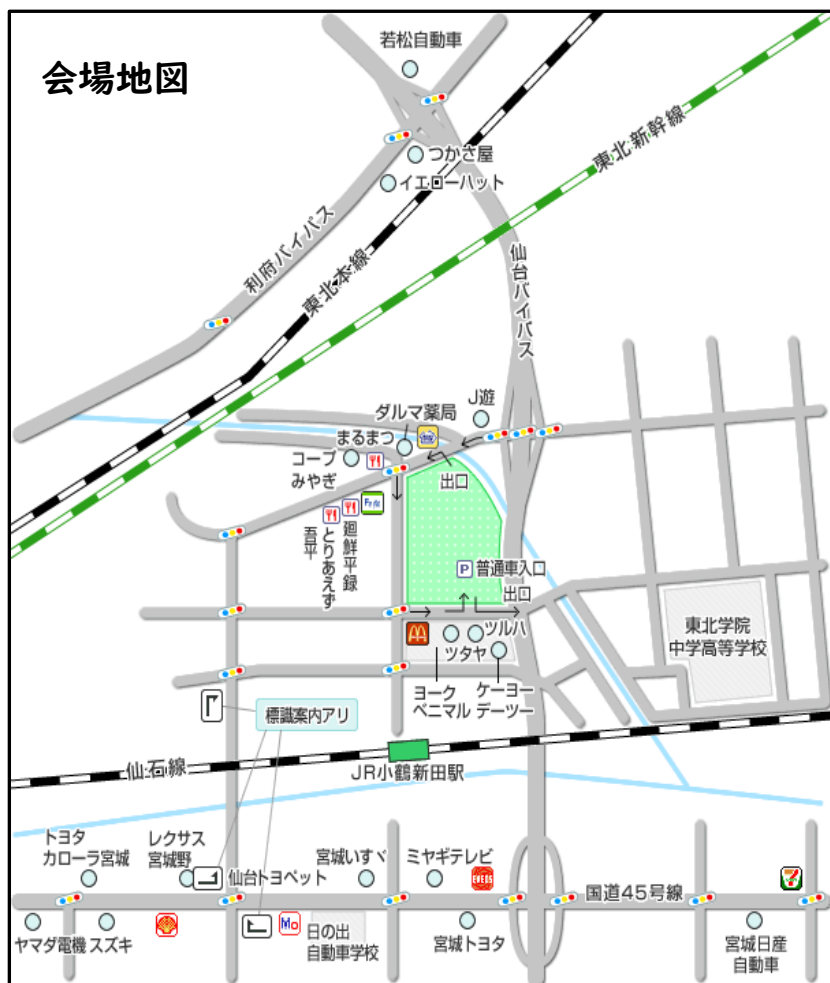 会場地図
若松自動車
つかさ屋
イエローハット
東北新幹線
利府バイパス
東北本線
仙台バイパス
J遊
ダルマ薬局
まるまつ
コープ
みやぎ
出口
廻鮮平禄
とりあえず
吾平
P 普通車入口
出口
ツルハ
ツタヤ
ヨーク
ベニマル
ケーヨー
デーツー
東北学院
中学高等学校
標識案内アリ
仙石線
JR小鶴新田駅
トヨタ
カローラ宮城
レクサス
宮城野
仙台トヨペット
宮城いすゞ
ミヤギテレビ
ENEOS
国道45号線
7
ヤマダ電機
スズキ
Mo
日の出
自動車学校
宮城トヨタ
宮城日産
自動車